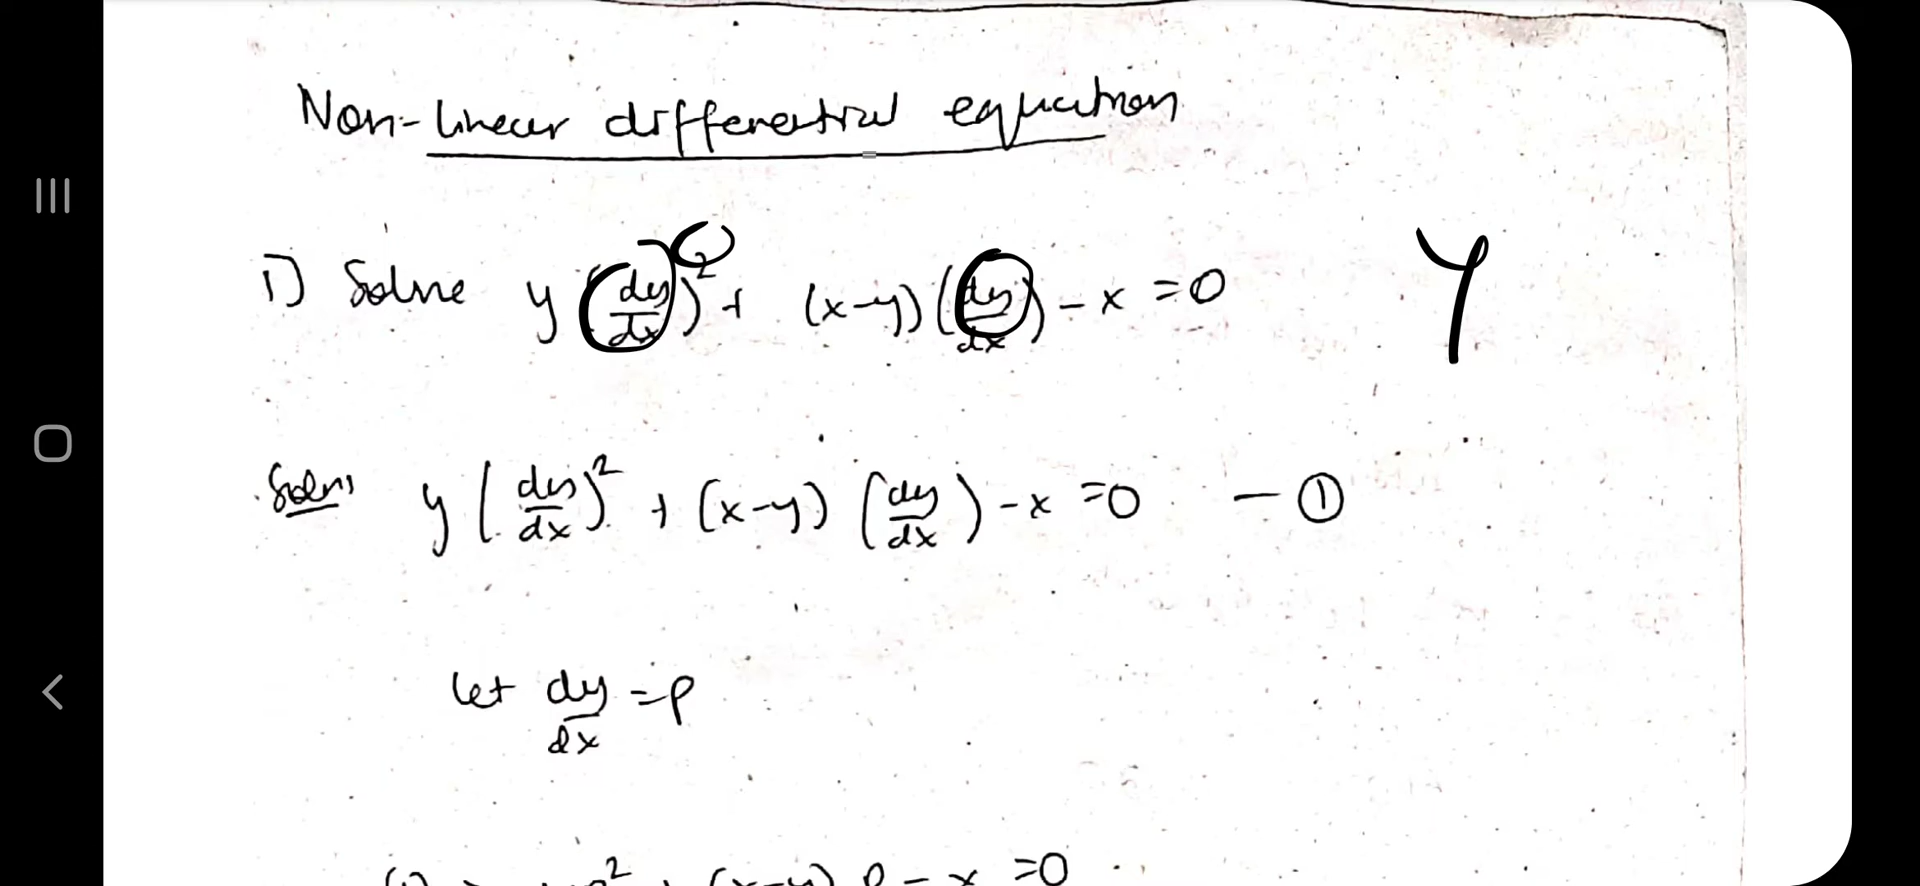 Non-linear differential equation
1) Solve y (dy/dx)² + (x-y) (dy/dx) - x = 0 Y
Soln, y (dy/dx)² + (x-y) (dy/dx) - x = 0 — ①
let dy/dx = p
(x-y) p - x = 0